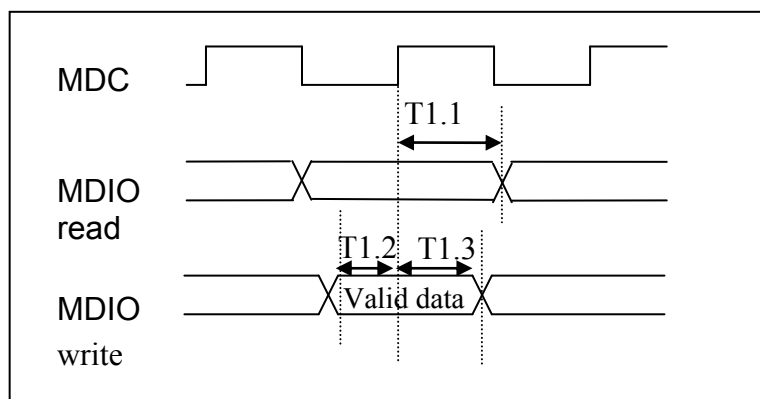 MDC
T1.1
MDIO
read
T1.2 T1.3
MDIO Valid data
write